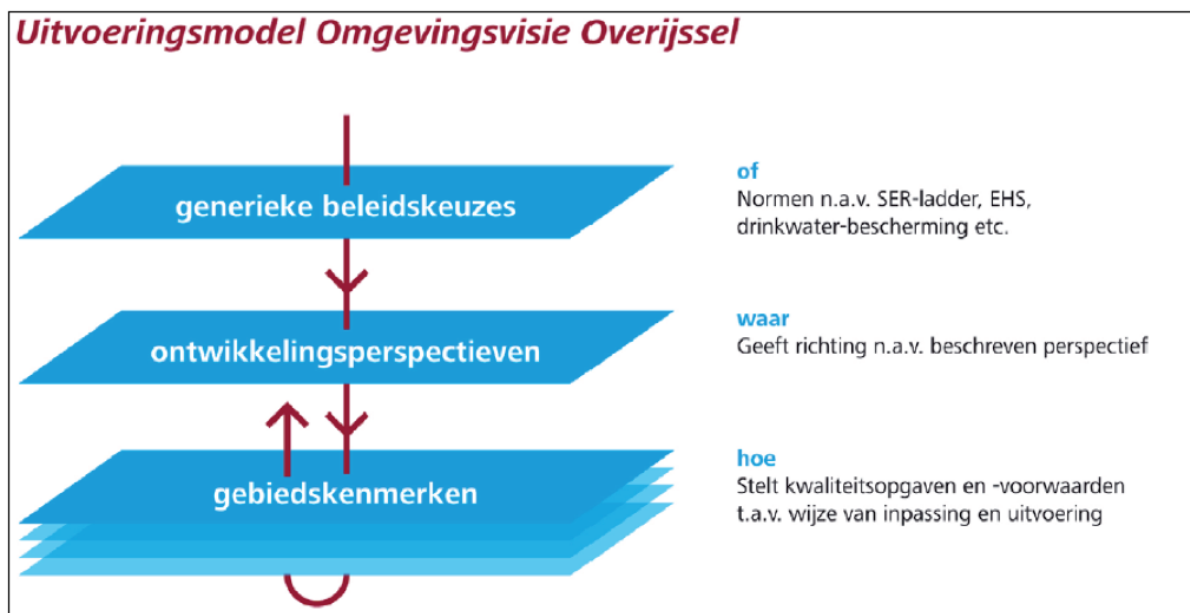 Uitvoeringsmodel Omgevingsvisie Overijssel
generieke beleidskeuzes
of
Normen n.a.v. SER-ladder, EHS,
drinkwater-bescherming etc.
ontwikkelingsperspectieven
waar
Geeft richting n.a.v. beschreven perspectief
gebiedskenmerken
hoe
Stelt kwaliteitsopgaven en -voorwaarden
t.a.v. wijze van inpassing en uitvoering